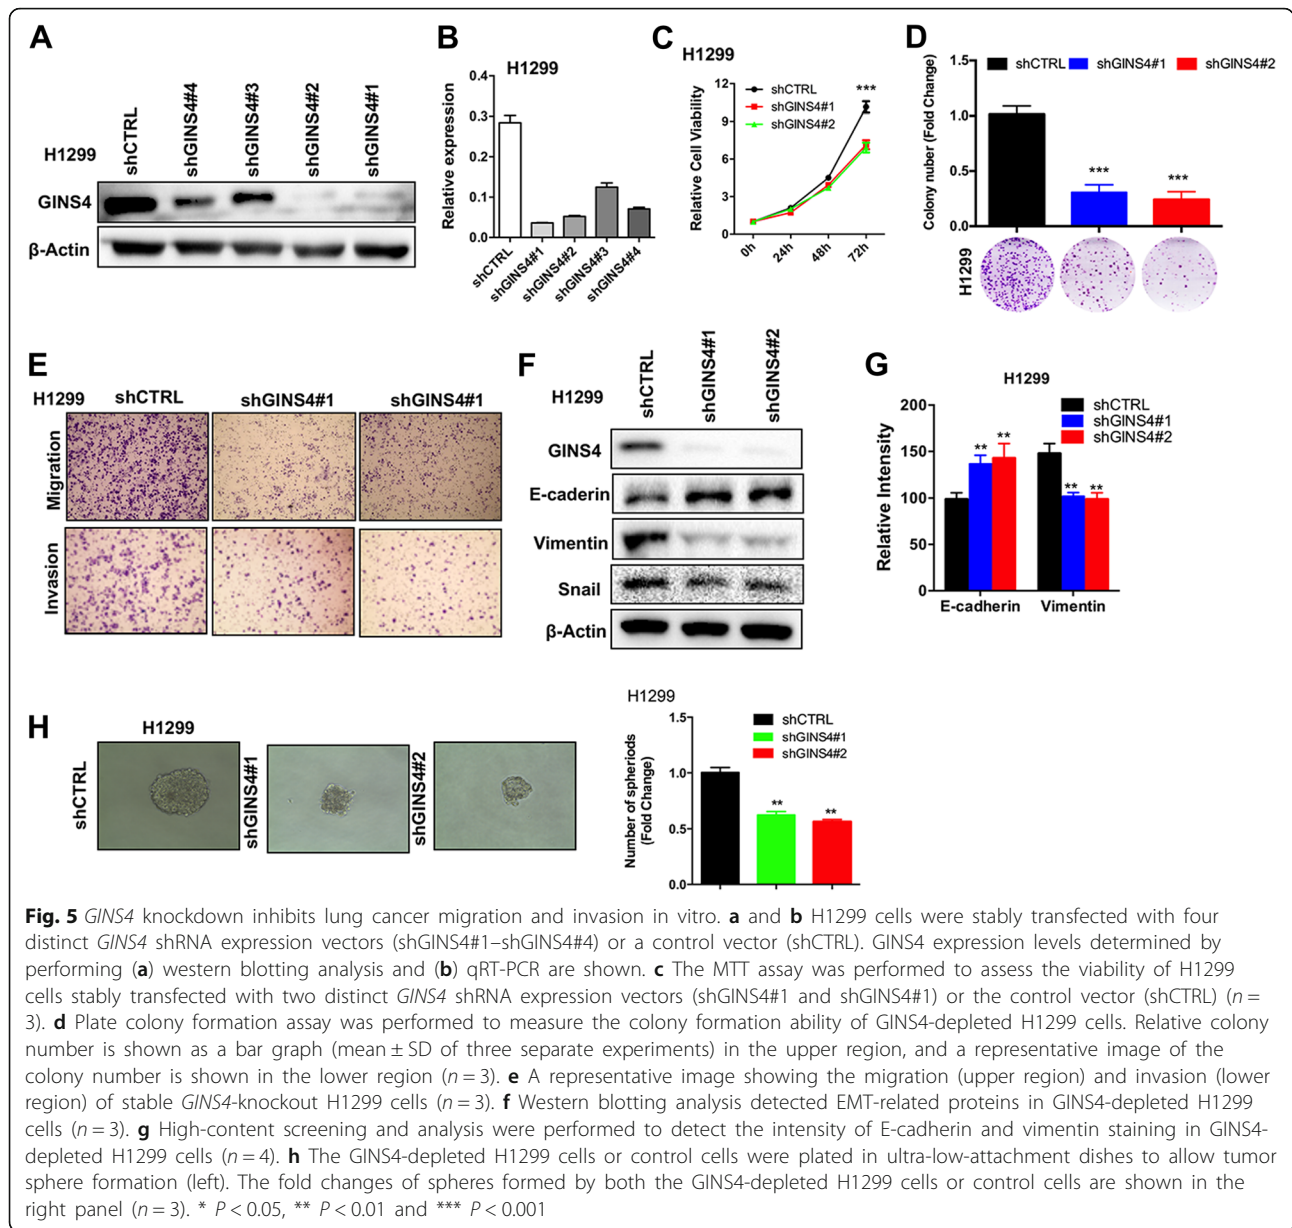 A
shCTRL
shGINS4#4
shGINS4#3
shGINS4#2
shGINS4#1
H1299
GINS4
β-Actin
B
H1299
Relative expression
0.4
0.3
0.2
0.1
0.0
shCTRL
shGINS4#1
shGINS4#2
shGINS4#3
shGINS4#4
C
H1299
Relative Cell Viability
12
9
6
3
0
shCTRL
shGINS4#1
shGINS4#2
***
0h
24h
48h
72h
D
Colony nuber (Fold Change)
1.5
1.0
0.5
0.0
shCTRL
shGINS4#1
shGINS4#2
***
***
H1299
E
H1299
shCTRL
shGINS4#1
shGINS4#1
Migration
Invasion
F
H1299
shCTRL
shGINS4#1
shGINS4#2
GINS4
E-caderin
Vimentin
Snail
β-Actin
G
H1299
Relative Intensity
200
150
100
50
0
shCTRL
shGINS4#1
shGINS4#2
**
**
**
**
E-cadherin
Vimentin
H
H1299
shCTRL
shGINS4#1
shGINS4#2
H1299
Number of spheriods
(Fold Change)
1.5
1.0
0.5
0.0
shCTRL
shGINS4#1
shGINS4#2
**
**
Fig. 5 GINS4 knockdown inhibits lung cancer migration and invasion in vitro. a and b H1299 cells were stably transfected with four
distinct GINS4 shRNA expression vectors (shGINS4#1–shGINS4#4) or a control vector (shCTRL). GINS4 expression levels determined by
performing (a) western blotting analysis and (b) qRT-PCR are shown. c The MTT assay was performed to assess the viability of H1299
cells stably transfected with two distinct GINS4 shRNA expression vectors (shGINS4#1 and shGINS4#1) or the control vector (shCTRL) (n =
3). d Plate colony formation assay was performed to measure the colony formation ability of GINS4-depleted H1299 cells. Relative colony
number is shown as a bar graph (mean ± SD of three separate experiments) in the upper region, and a representative image of the
colony number is shown in the lower region (n = 3). e A representative image showing the migration (upper region) and invasion (lower
region) of stable GINS4-knockout H1299 cells (n = 3). f Western blotting analysis detected EMT-related proteins in GINS4-depleted H1299
cells (n = 3). g High-content screening and analysis were performed to detect the intensity of E-cadherin and vimentin staining in GINS4-
depleted H1299 cells (n = 4). h The GINS4-depleted H1299 cells or control cells were plated in ultra-low-attachment dishes to allow tumor
sphere formation (left). The fold changes of spheres formed by both the GINS4-depleted H1299 cells or control cells are shown in the
right panel (n = 3). * P < 0.05, ** P < 0.01 and *** P < 0.001